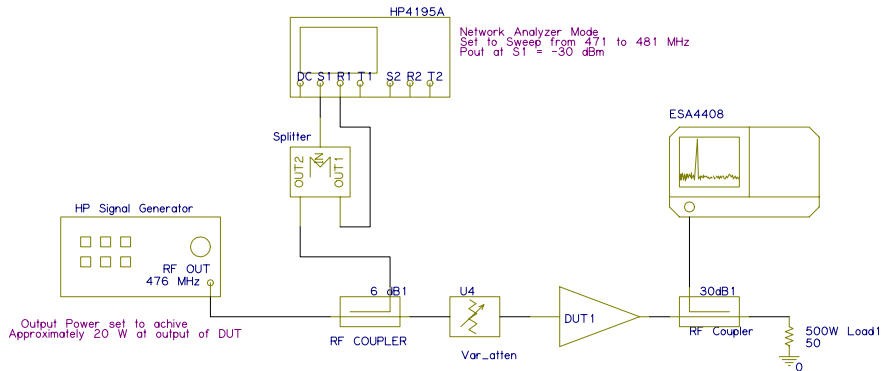 HP4195A
Network Analyzer Mode
Set to Sweep from 471 to 481 MHz
Pout at S1 = -30 dBm
DC S1 R1 T1 S2 R2 T2
ESA4408
Splitter
IN
OUT2
OUT1
HP Signal Generator
RF OUT
476 MHz
6 dB1
U4
30dB1
DUT1
Output Power set to achive
Approximately 20 W at output of DUT
RF COUPLER
Var_atten
RF Coupler
500W Load1
50
0